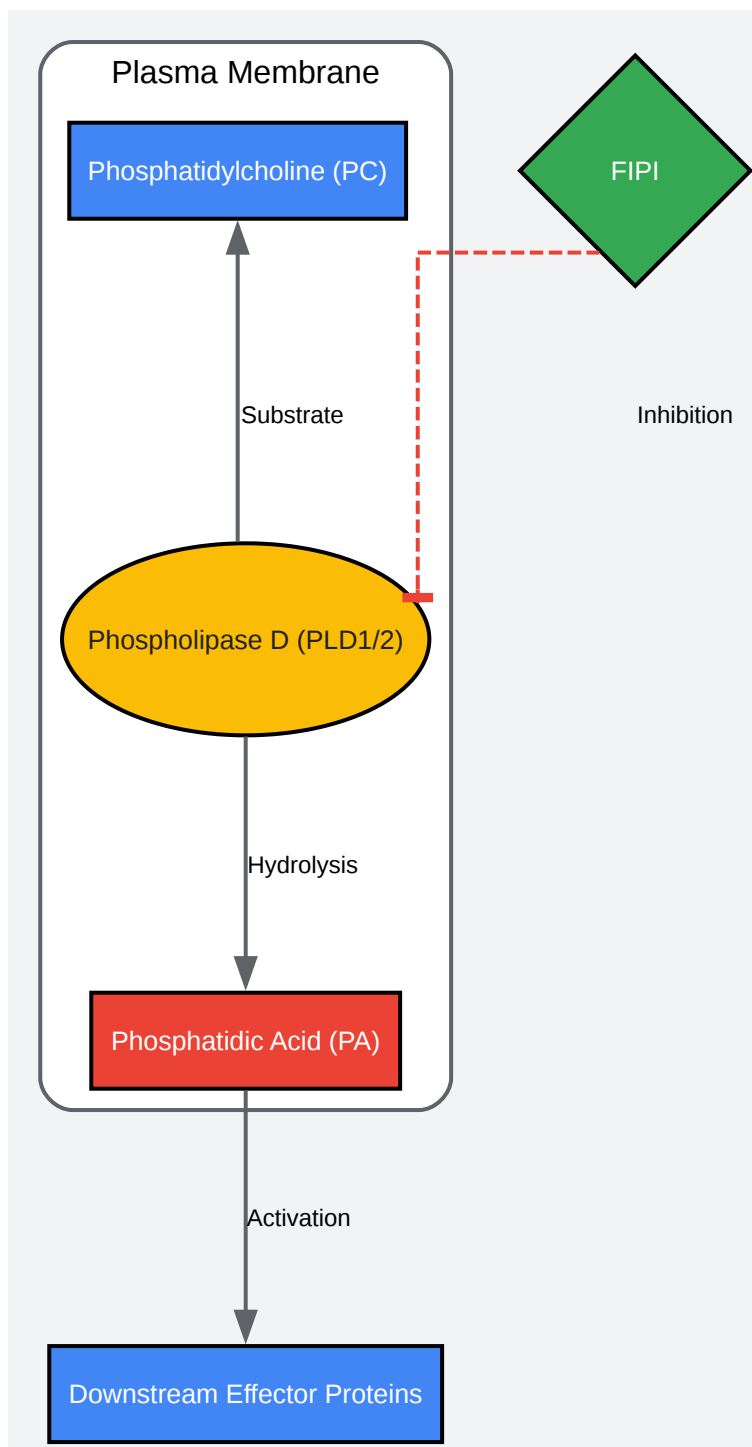 Plasma Membrane
Phosphatidylcholine (PC)
FIPI
Substrate
Inhibition
Phospholipase D (PLD1/2)
Hydrolysis
Phosphatidic Acid (PA)
Activation
Downstream Effector Proteins